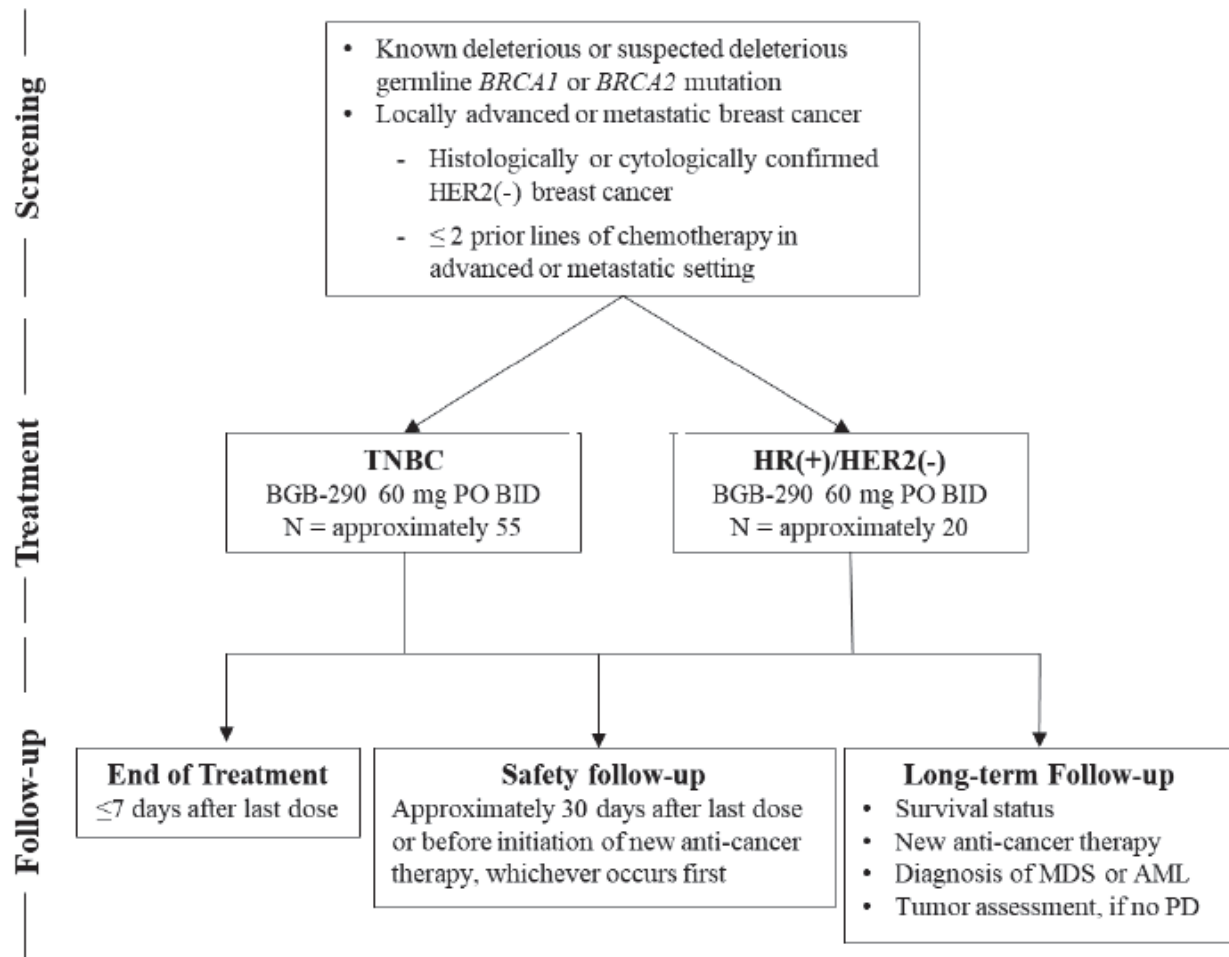 Screening
• Known deleterious or suspected deleterious
germline BRCA1 or BRCA2 mutation
• Locally advanced or metastatic breast cancer
- Histologically or cytologically confirmed
HER2(-) breast cancer
- ≤ 2 prior lines of chemotherapy in
advanced or metastatic setting
Treatment
TNBC
BGB-290 60 mg PO BID
N = approximately 55
HR(+)/HER2(-)
BGB-290 60 mg PO BID
N = approximately 20
Follow-up
End of Treatment
≤7 days after last dose
Safety follow-up
Approximately 30 days after last dose
or before initiation of new anti-cancer
therapy, whichever occurs first
Long-term Follow-up
• Survival status
• New anti-cancer therapy
• Diagnosis of MDS or AML
• Tumor assessment, if no PD